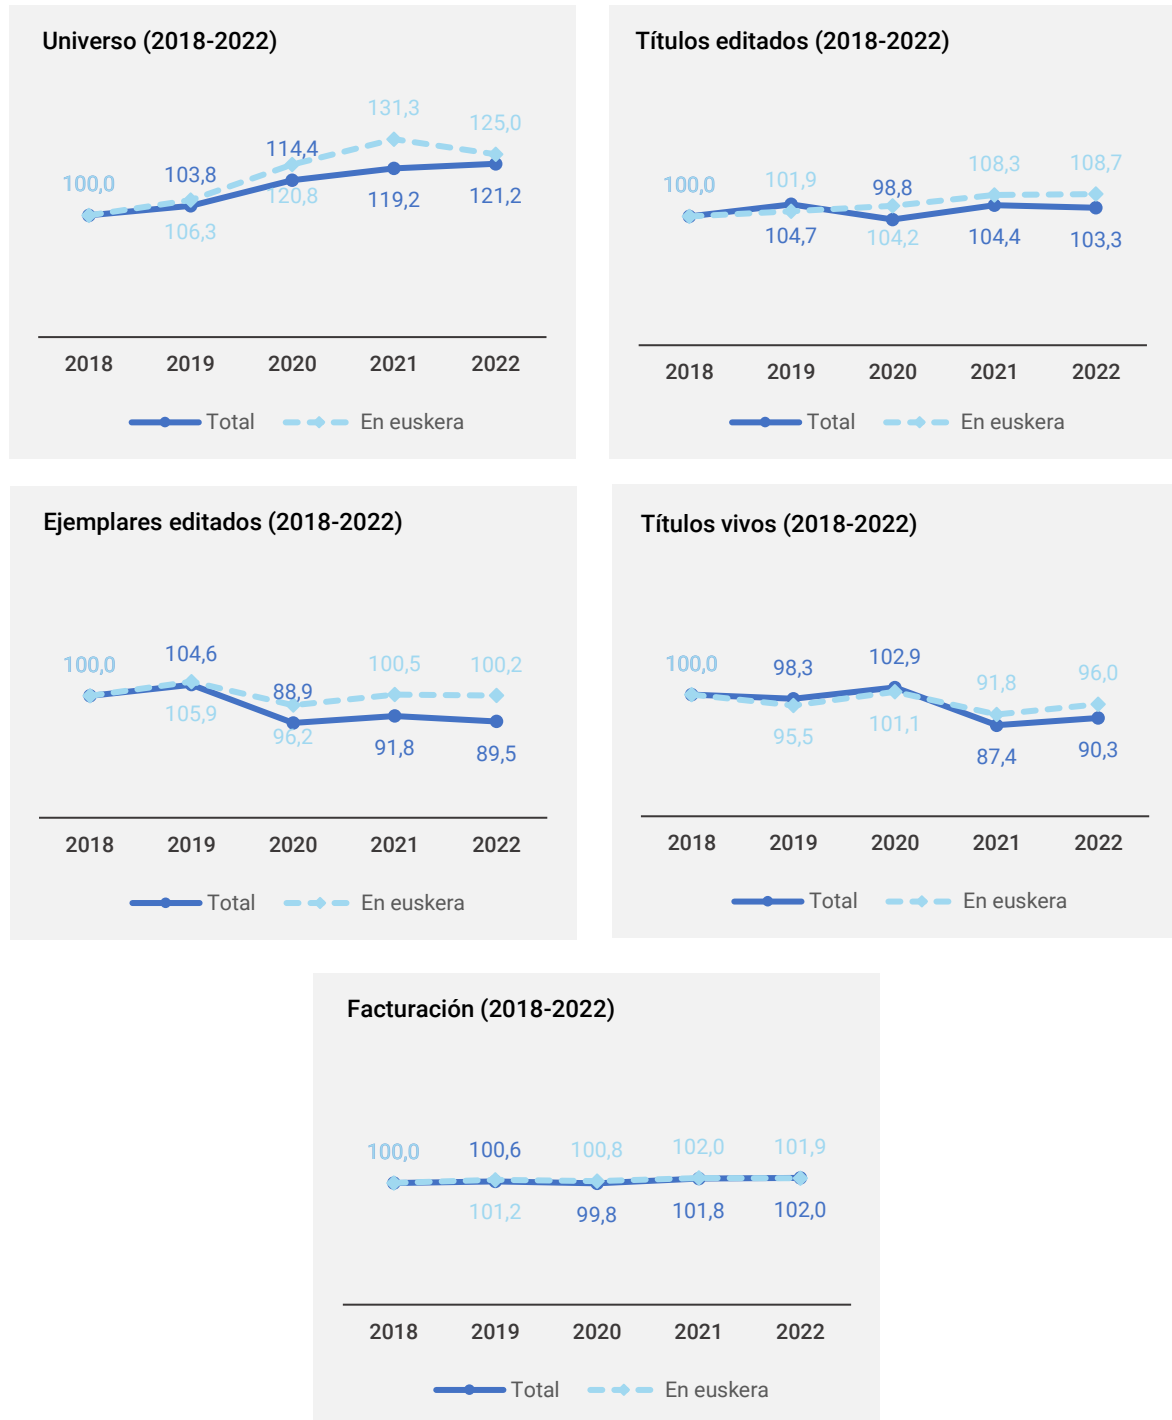 Universo (2018-2022)
131,3
125,0
114,4
103,8
100,0
120,8
119,2
121,2
106,3
2018 2019 2020 2021 2022
Total En euskera
Títulos editados (2018-2022)
108,3 108,7
100,0 101,9 98,8
104,7 104,2 104,4 103,3
2018 2019 2020 2021 2022
Total En euskera
Ejemplares editados (2018-2022)
100,0 104,6 100,5 100,2
88,9
105,9 96,2 91,8 89,5
2018 2019 2020 2021 2022
Total En euskera
Títulos vivos (2018-2022)
100,0 98,3 102,9 91,8 96,0
95,5 101,1 87,4 90,3
2018 2019 2020 2021 2022
Total En euskera
Facturación (2018-2022)
100,0 100,6 100,8 102,0 101,9
101,2 99,8 101,8 102,0
2018 2019 2020 2021 2022
Total En euskera